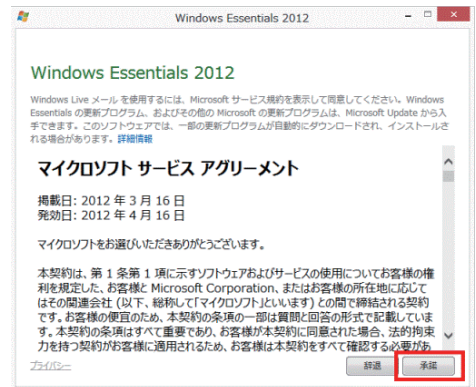 Windows Essentials 2012
Windows Essentials 2012
Windows Live メール を使用するには、Microsoft サービス規約を表示して同意してください。Windows
Essentials の更新プログラム、およびその他の Microsoft の更新プログラムは、Microsoft Update から入
手できます。このソフトウェアでは、一部の更新プログラムが自動的にダウンロードされ、インストールさ
れる場合があります。詳細情報
マイクロソフト サービス アグリーメント
掲載日: 2012 年 3 月 16 日
発効日: 2012 年 4 月 16 日
マイクロソフトをお選びいただきありがとうございます。
本契約は、第 1 条第 1 項に示すソフトウェアおよびサービスの使用についてお客様の権
利を規定した、お客様と Microsoft Corporation、またはお客様の所在地に応じて
はその関連会社 (以下、総称して「マイクロソフト」といいます) との間で締結される契約
です。お客様の便宜のため、本契約の条項の一部は質問と回答の形式で記載していま
す。本契約の条項はすべて重要であり、お客様が本契約に同意された場合、法的拘束
力を持つ契約がお客様に適用されるため、お客様は本契約をすべて確認する必要があ
プライバシー
辞退
承諾